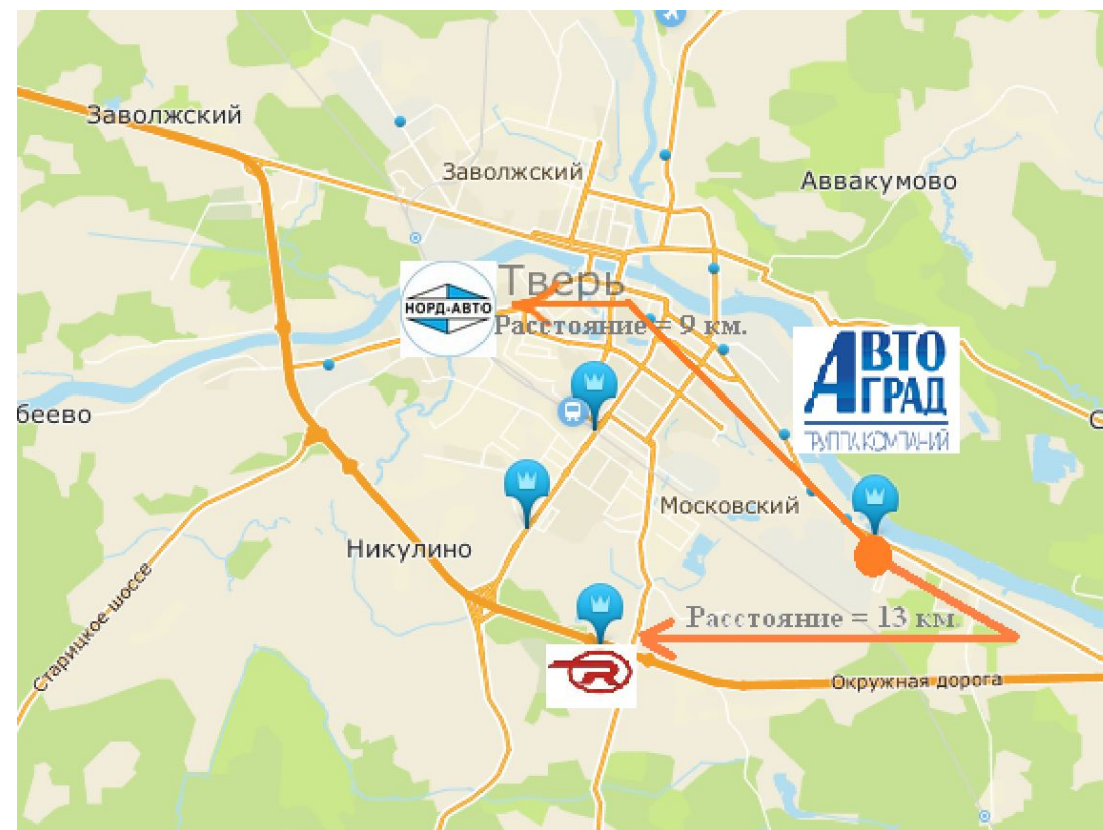 Заволжский
Заволжский
Аввакумово
Тверь
НОРД-АВТО
Расстояние = 9 км.
АВТО
ГРАД
ГРУППА КОМПАНИЙ
беево
С
Московский
Никулино
Старицкое шоссе
Расстояние = 13 км.
R
Окружная дорога